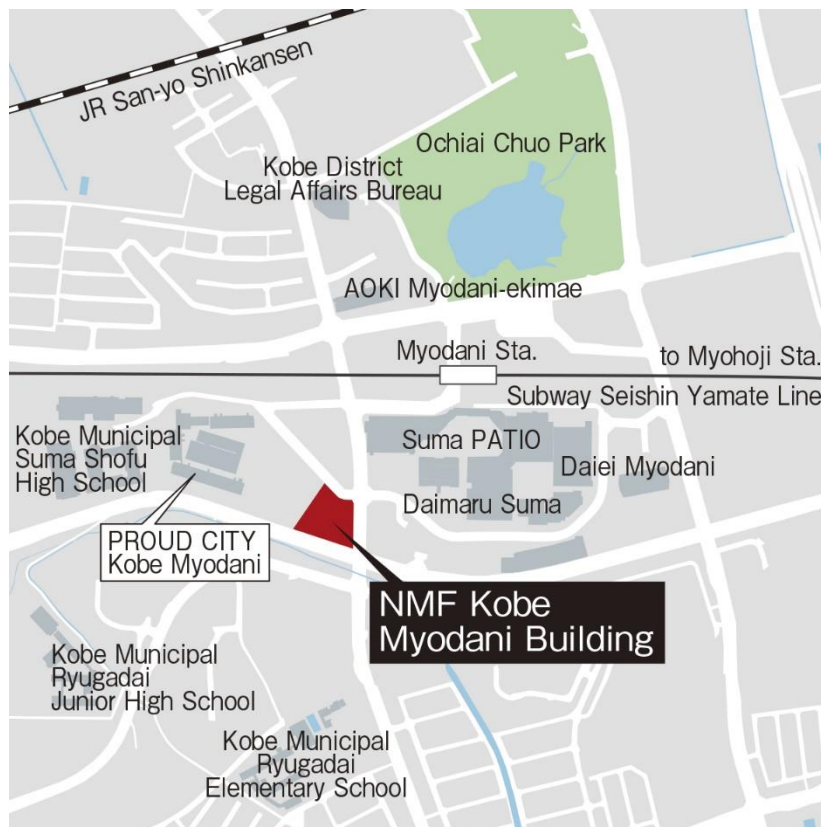 JR San-yo Shinkansen
Ochiai Chuo Park
Kobe District
Legal Affairs Bureau
AOKI Myodani-ekimae
Myodani Sta.
to Myohoji Sta.
Subway Seishin Yamate Line
Kobe Municipal
Suma Shofu
High School
Suma PATIO
Daiei Myodani
Daimaru Suma
PROUD CITY
Kobe Myodani
NMF Kobe
Myodani Building
Kobe Municipal
Ryugadai
Junior High School
Kobe Municipal
Ryugadai
Elementary School